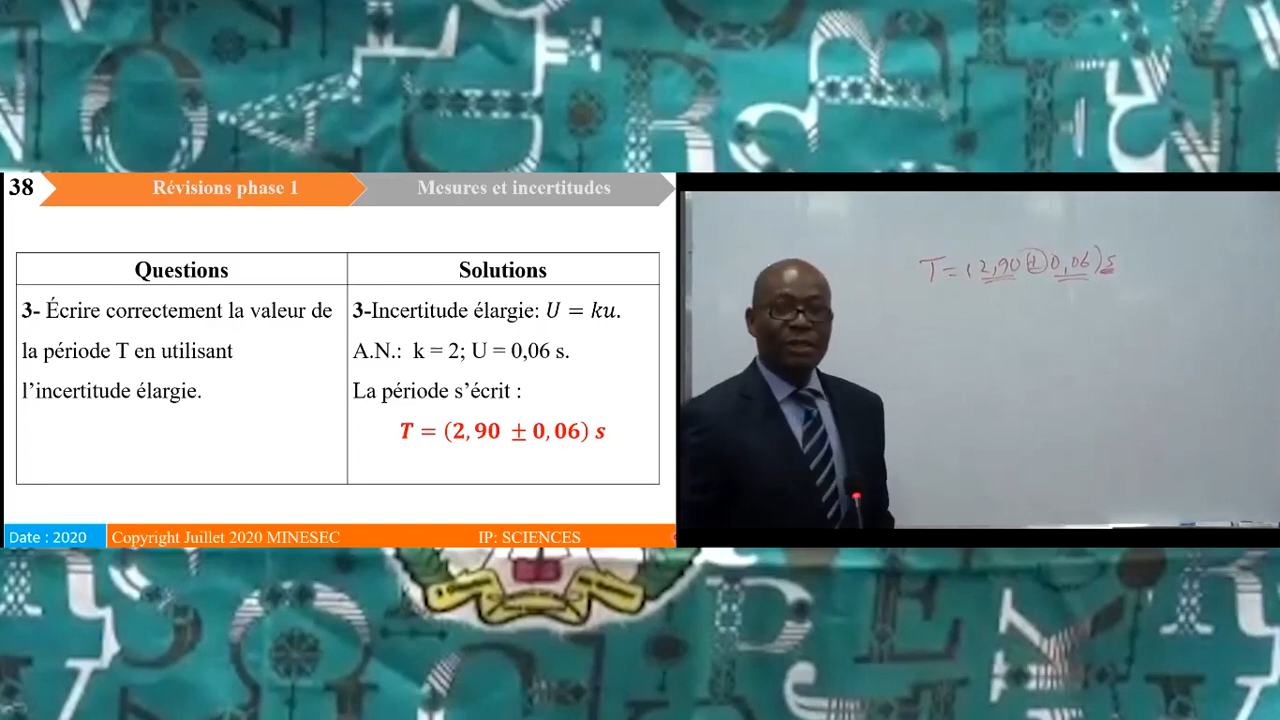 38
Révisions phase 1
Mesures et incertitudes
Questions
Solutions
3- Écrire correctement la valeur de
la période T en utilisant
l’incertitude élargie.
3-Incertitude élargie: U = ku.
A.N.: k = 2; U = 0,06 s.
La période s’écrit :
T = (2, 90 ± 0, 06) s
Date : 2020
Copyright Juillet 2020 MINESEC
IP: SCIENCES
T = (2,90 ± 0,06) s